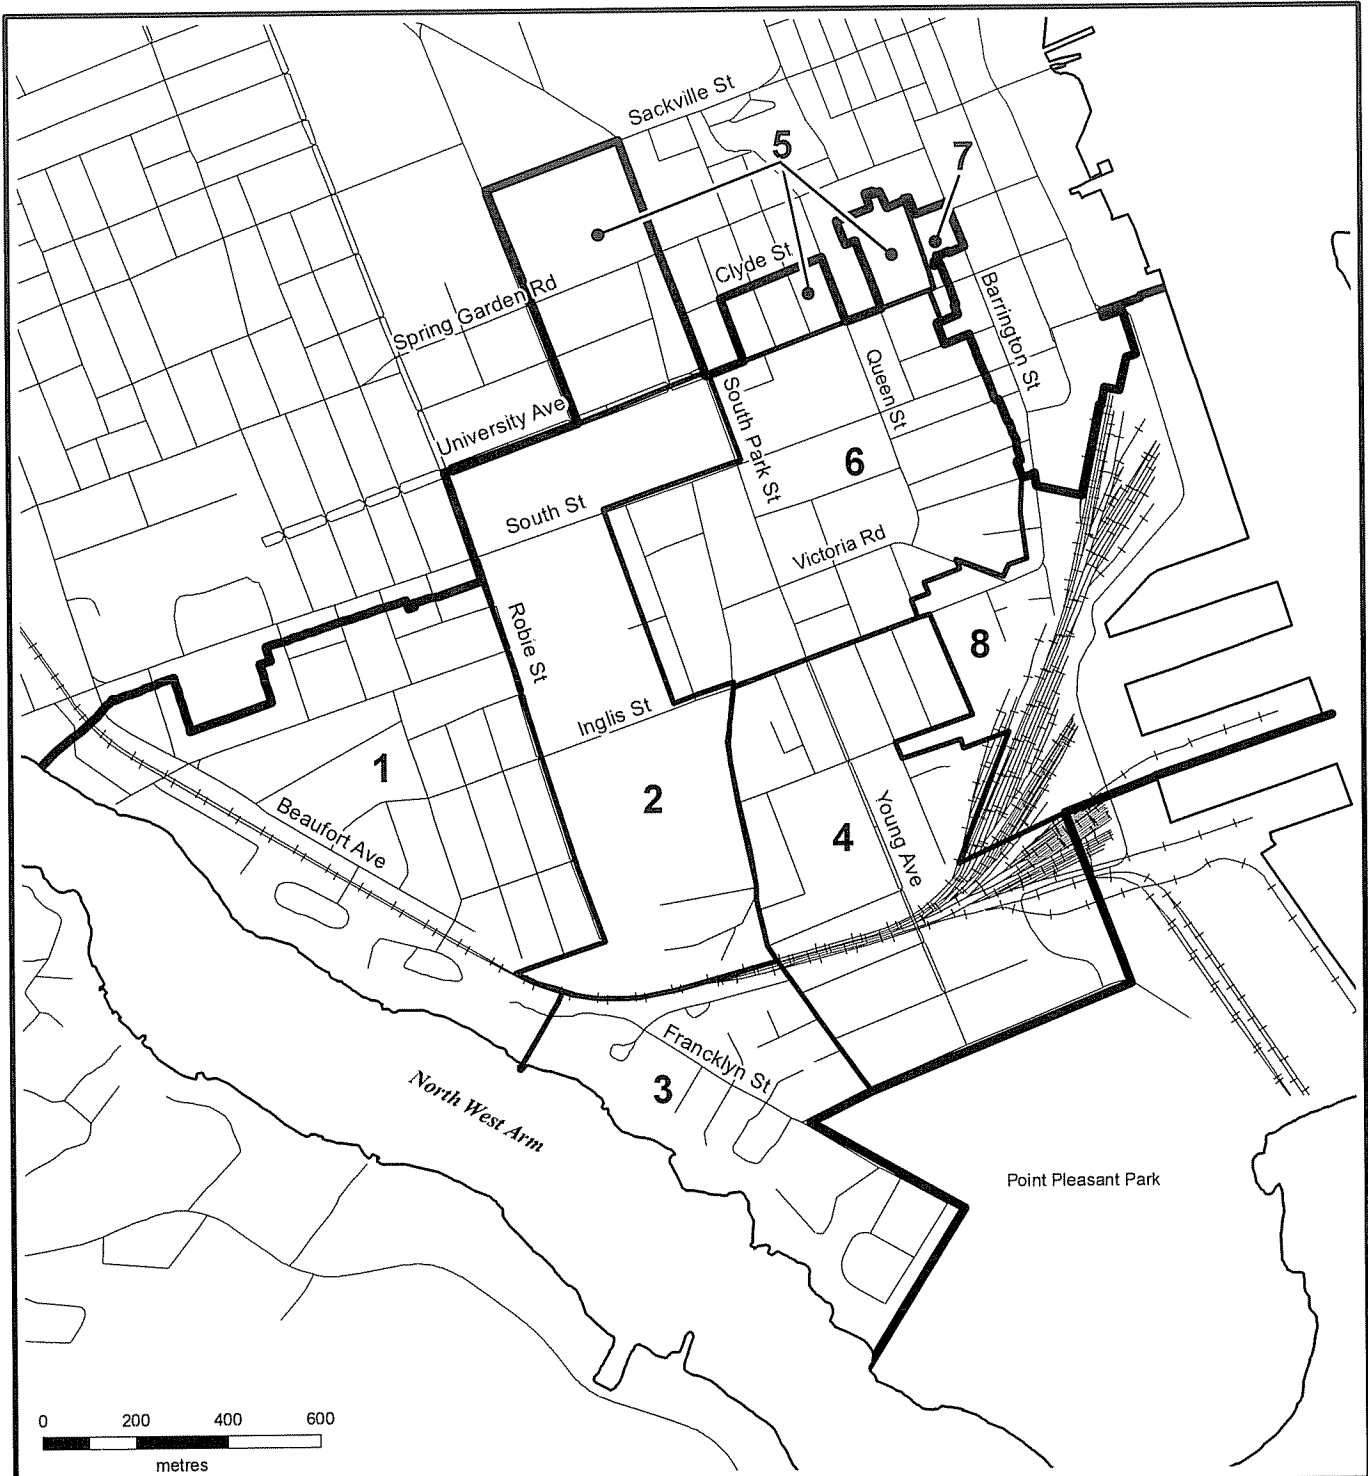 Sackville St
5
7
Clyde St
Spring Garden Rd
Barrington St
Queen St
South Park St
University Ave
6
South St
Victoria Rd
Robie St
8
Inglis St
1
2
Beaufort Ave
Young Ave
4
Francklyn St
3
North West Arm
Point Pleasant Park
0 200 400 600
metres